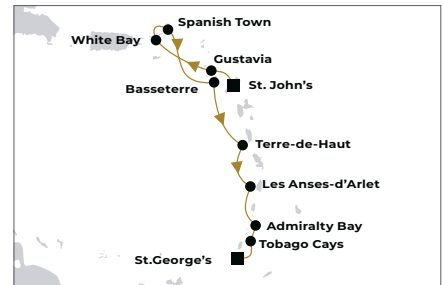 Spanish Town
White Bay
Gustavia
Basseterre
St. John's
Terre-de-Haut
Les Anses-d'Arlet
Admiralty Bay
Tobago Cays
St.George's